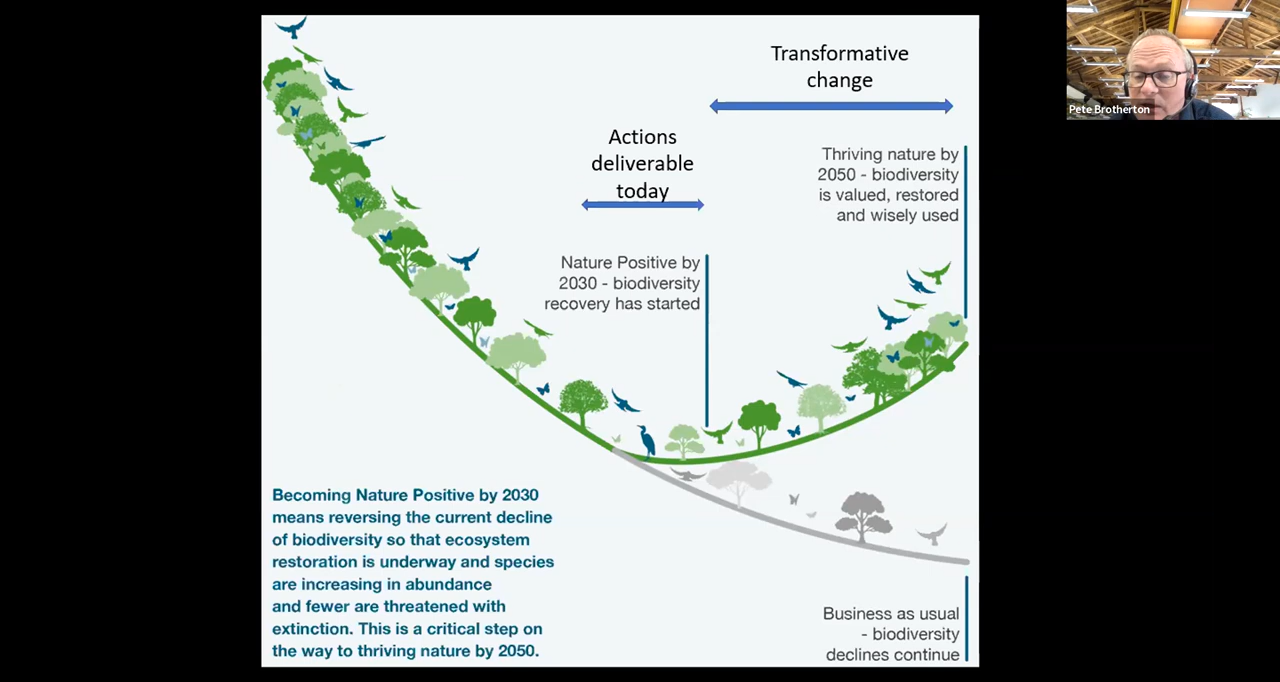 Transformative
change
Pete Brotherton
Actions
deliverable
today
Thriving nature by
2050 - biodiversity
is valued, restored
and wisely used
Nature Positive by
2030 - biodiversity
recovery has started
Becoming Nature Positive by 2030
means reversing the current decline
of biodiversity so that ecosystem
restoration is underway and species
are increasing in abundance
and fewer are threatened with
extinction. This is a critical step on
the way to thriving nature by 2050.
Business as usual
- biodiversity
declines continue